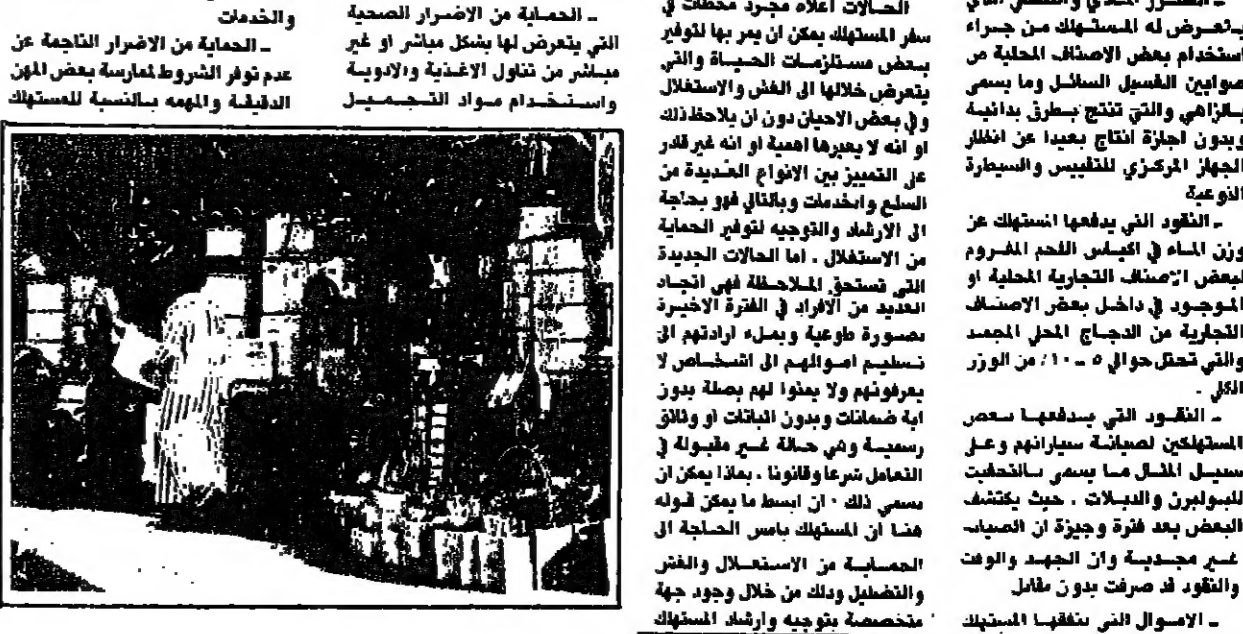 يتعرض له المستهلك من جراء
استخدام بعض الاصناف المحلية من
صوابين الغسيل السائل وما يسمى
بالزاهي والتي تنتج بطرق بدائية
وبدون اجازة انتاج بعيدا عن انظار
الجهاز المركزي للتقييس والسيطرة
النوعية
ـ النقود التي يدفعها المستهلك عن
وزن الماء في اكياس اللحم المفروم
لبعض الاصناف التجارية المحلية او
الموجود في داخل بعض الاصناف
التجارية من الدجاج المحلي المجمد
والتي تحتل حوالي ٥ ـ ١٠٪ من الوزن
الكلي .
ـ النقود التي يدفعها بعض
المستهلكين لصيانة سياراتهم وعلى
سبيل المثال ما يسمى بالتحفيت
للبولبرن والدبلات . حيث يكتشف
البعض بعد فترة وجيزة ان الصيانة
غير مجدية وان الجهد والوقت
والنقود قد صرفت بدون مقابل
ـ الاموال التي ينفقها المستهلك
الحالات اعلاه مجرد محطات في
سفر المستهلك يمكن ان يمر بها لتوفير
بعض مستلزمات الحياة والتي
يتعرض خلالها الى الغش والاستغلال
وفي بعض الاحيان دون ان يلاحظ ذلك
او انه لا يعيرها اهمية او انه غير قادر
على التمييز بين الانواع العديدة من
السلع والخدمات وبالتالي فهو بحاجة
الى الارشاد والتوجيه لتوفير الحماية
من الاستغلال . اما الحالات الجديدة
التي تستحق الملاحظة فهي اتجاه
العديد من الافراد في الفترة الاخيرة
بصورة طوعية وبملء ارادتهم الى
تسليم اموالهم الى اشخاص لا
يعرفونهم ولا يمتوا لهم بصلة بدون
اية ضمانات وبدون اثباتات او وثائق
رسمية وهي حالة غير مقبولة في
التعامل شرعا وقانونا . بماذا يمكن ان
نسمي ذلك ان ابسط ما يمكن قوله
هنا ان المستهلك بامس الحاجة الى
الحماية من الاستغلال والغش
والتضليل وذلك من خلال وجود جهة
متخصصة بتوجيه وارشاد المستهلك
ـ الحماية من الاضرار الصحية
التي يتعرض لها بشكل مباشر او غير
مباشر من تناول الاغذية والادوية
واستخدام مواد التجميل
والخدمات
ـ الحماية من الاضرار الناجمة عن
عدم توفر الشروط لممارسة بعض المهن
الدقيقة والمهمه بالنسبة للمستهلك